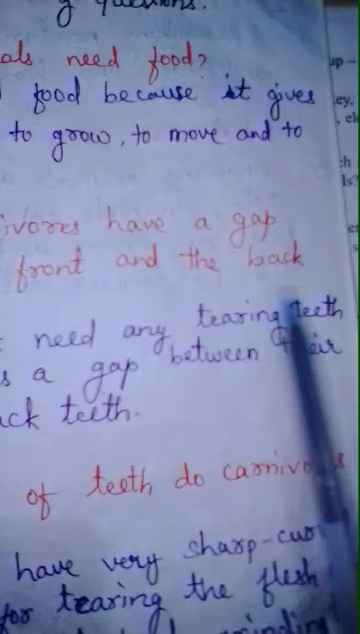 questions.
als need food?
food because it gives
to grow, to move and to
ivores have a gap
front and the back
need any tearing teeth
s a gap between their
ck teeth.
of teeth do
have very sharp-cur
for tearing the flesh